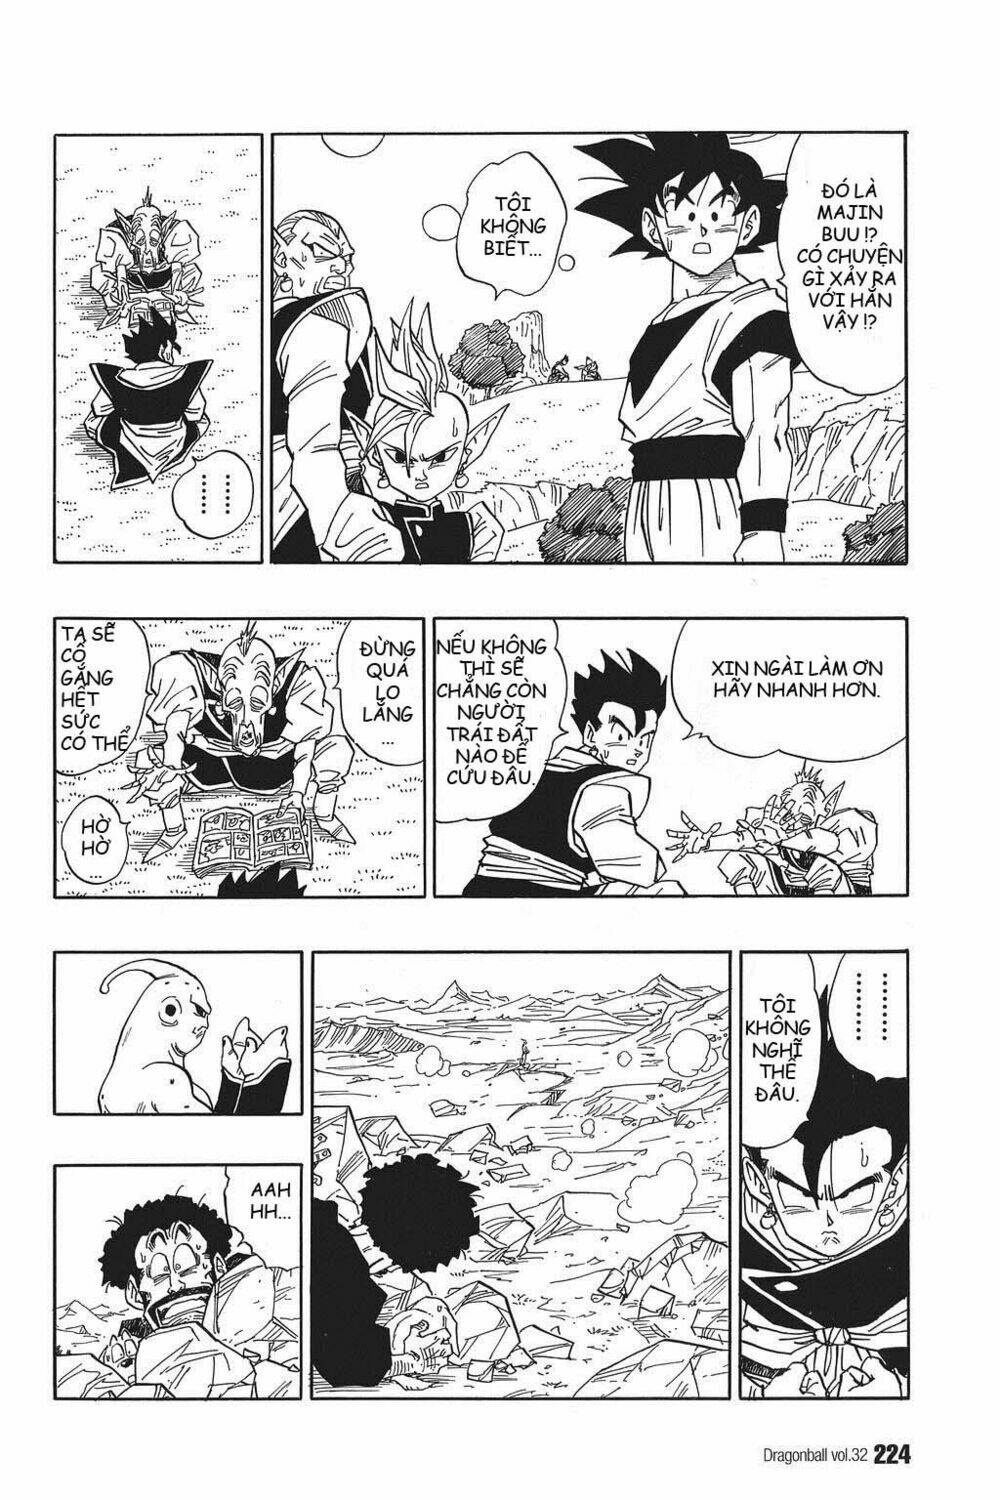 ĐÓ LÀ
MAJIN
BUU !?
CÓ CHUYỆN
GÌ XẢY RA
VỚI HẮN
VẬY !?
TÔI
KHÔNG
BIẾT...
......
......
XIN NGÀI LÀM ƠN
HÃY NHANH HƠN.
NẾU KHÔNG
THÌ SẼ
CHẲNG CÒN
NGƯỜI
TRÁI ĐẤT
NÀO ĐỂ
CỨU ĐÂU.
ĐỪNG
QUÁ
LO
LẮNG
...
TA SẼ
CỐ
GẮNG
HẾT
SỨC
CÓ THỂ
HỜ
HỜ
...
........
........
TÔI
KHÔNG
NGHĨ
THẾ
ĐÂU.
AAH
HH...
Dragonball vol.32 224